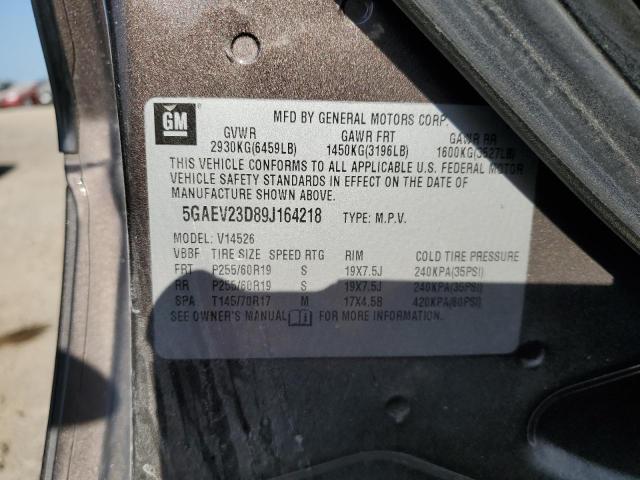 GM
MFD BY GENERAL MOTORS CORP.
GVWR GAWR FRT GAWR RR
2930KG(6459LB) 1450KG(3196LB) 1600KG(3527LB)
THIS VEHICLE CONFORMS TO ALL APPLICABLE U.S. FEDERAL MOTOR
VEHICLE SAFETY STANDARDS IN EFFECT ON THE DATE OF
MANUFACTURE SHOWN ABOVE.
5GAEV23D89J164218 TYPE: M.P.V.
MODEL: V14526
VBBF TIRE SIZE SPEED RTG RIM COLD TIRE PRESSURE
FRT P255/60R19 S 19X7.5J 240KPA(35PSI)
RR P255/60R19 S 19X7.5J 240KPA(35PSI)
SPA T145/70R17 M 17X4.5B 420KPA(60PSI)
SEE OWNER'S MANUAL FOR MORE INFORMATION.